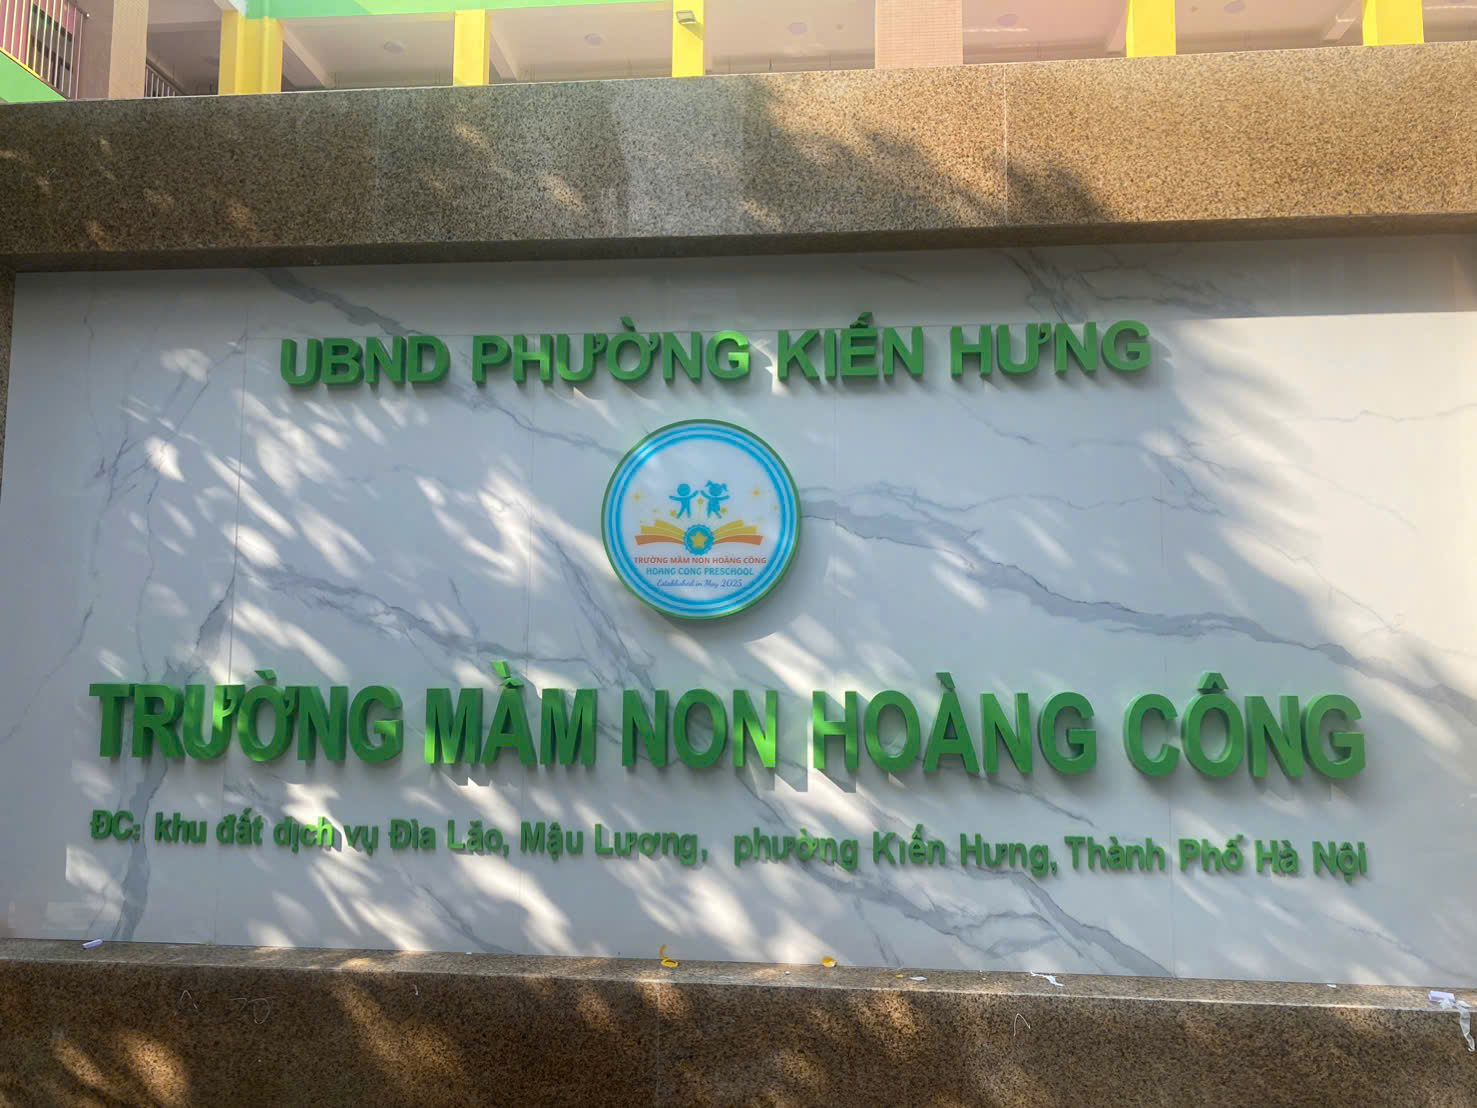 UBND PHƯỜNG KIẾN HƯNG
TRƯỜNG MẦM NON HOÀNG CÔNG
HOANG CONG PRESCHOOL
Established in May 2025
TRƯỜNG MẦM NON HOÀNG CÔNG
ĐC: khu đất dịch vụ Đìa Lão, Mậu Lương, phường Kiến Hưng, Thành Phố Hà Nội